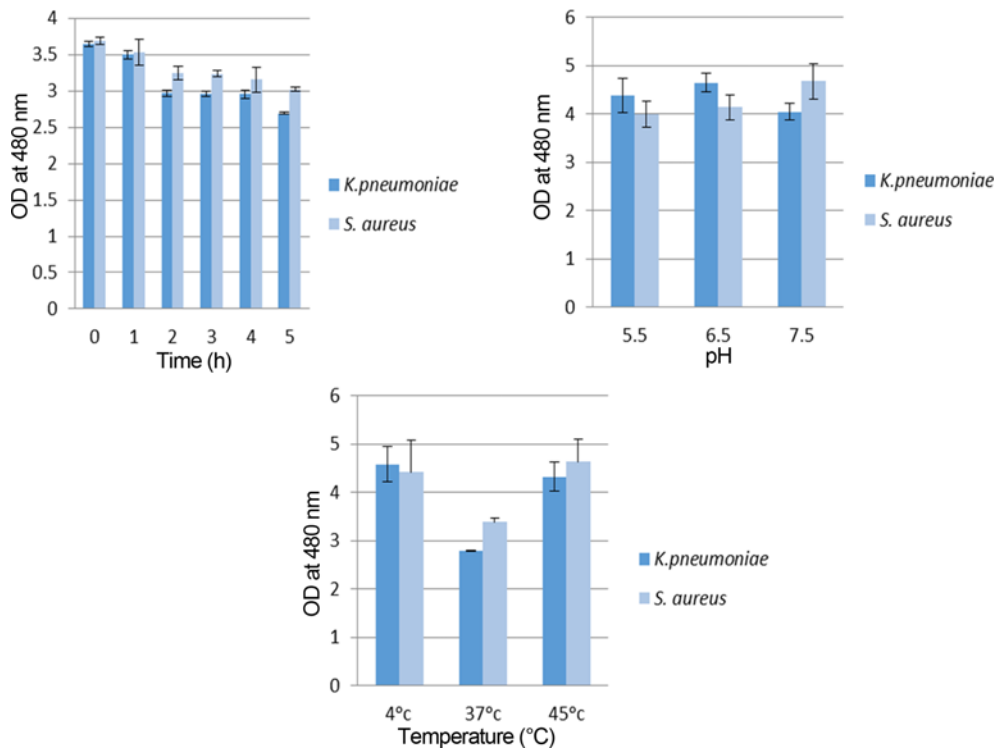 4
3.5
3
2.5
2
1.5
1
0.5
0
OD at 480 nm
0 1 2 3 4 5
Time (h)
K.pneumoniae
S. aureus
6
5
4
3
2
1
0
OD at 480 nm
5.5 6.5 7.5
pH
K.pneumoniae
S. aureus
6
5
4
3
2
1
0
OD at 480 nm
4°c 37°c 45°c
Temperature (°C)
K.pneumoniae
S. aureus